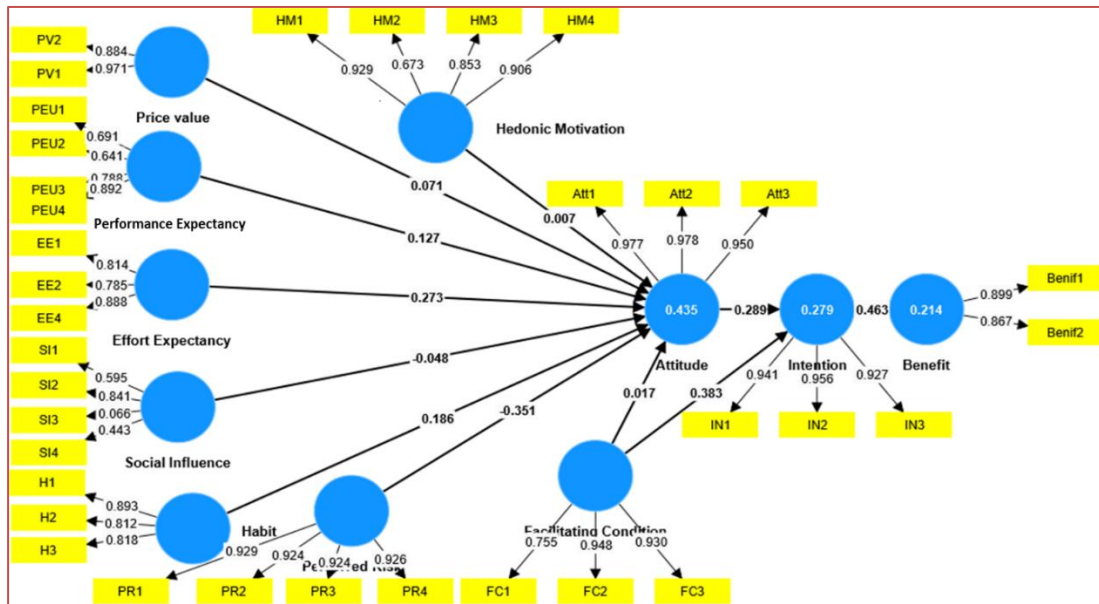 HM1 HM2 HM3 HM4
PV2
0.884
PV1
0.971
Price value
0.929 0.673 0.853 0.906
Hedonic Motivation
PEU1
0.691
PEU2
0.641
0.788
PEU3
0.892
PEU4
Performance Expectancy
0.071
0.007
0.127
Att1 Att2 Att3
0.977 0.978 0.950
EE1
0.814
EE2
0.785
EE4
0.888
Effort Expectancy
0.273
0.435 0.289 0.279 0.463 0.214
Attitude Intention Benefit
0.899 Benif1
0.867 Benif2
SI1
0.595
SI2
0.841
SI3
0.066
0.443
SI4
Social Influence
-0.048
0.186
-0.351
0.017
0.383
0.941 0.956 0.927
IN1 IN2 IN3
H1
0.893
H2
0.812
H3
0.818
Habit
0.929 0.924 0.924 0.926
Perceived Risk
PR1 PR2 PR3 PR4
Facilitating Condition
0.755 0.948 0.930
FC1 FC2 FC3